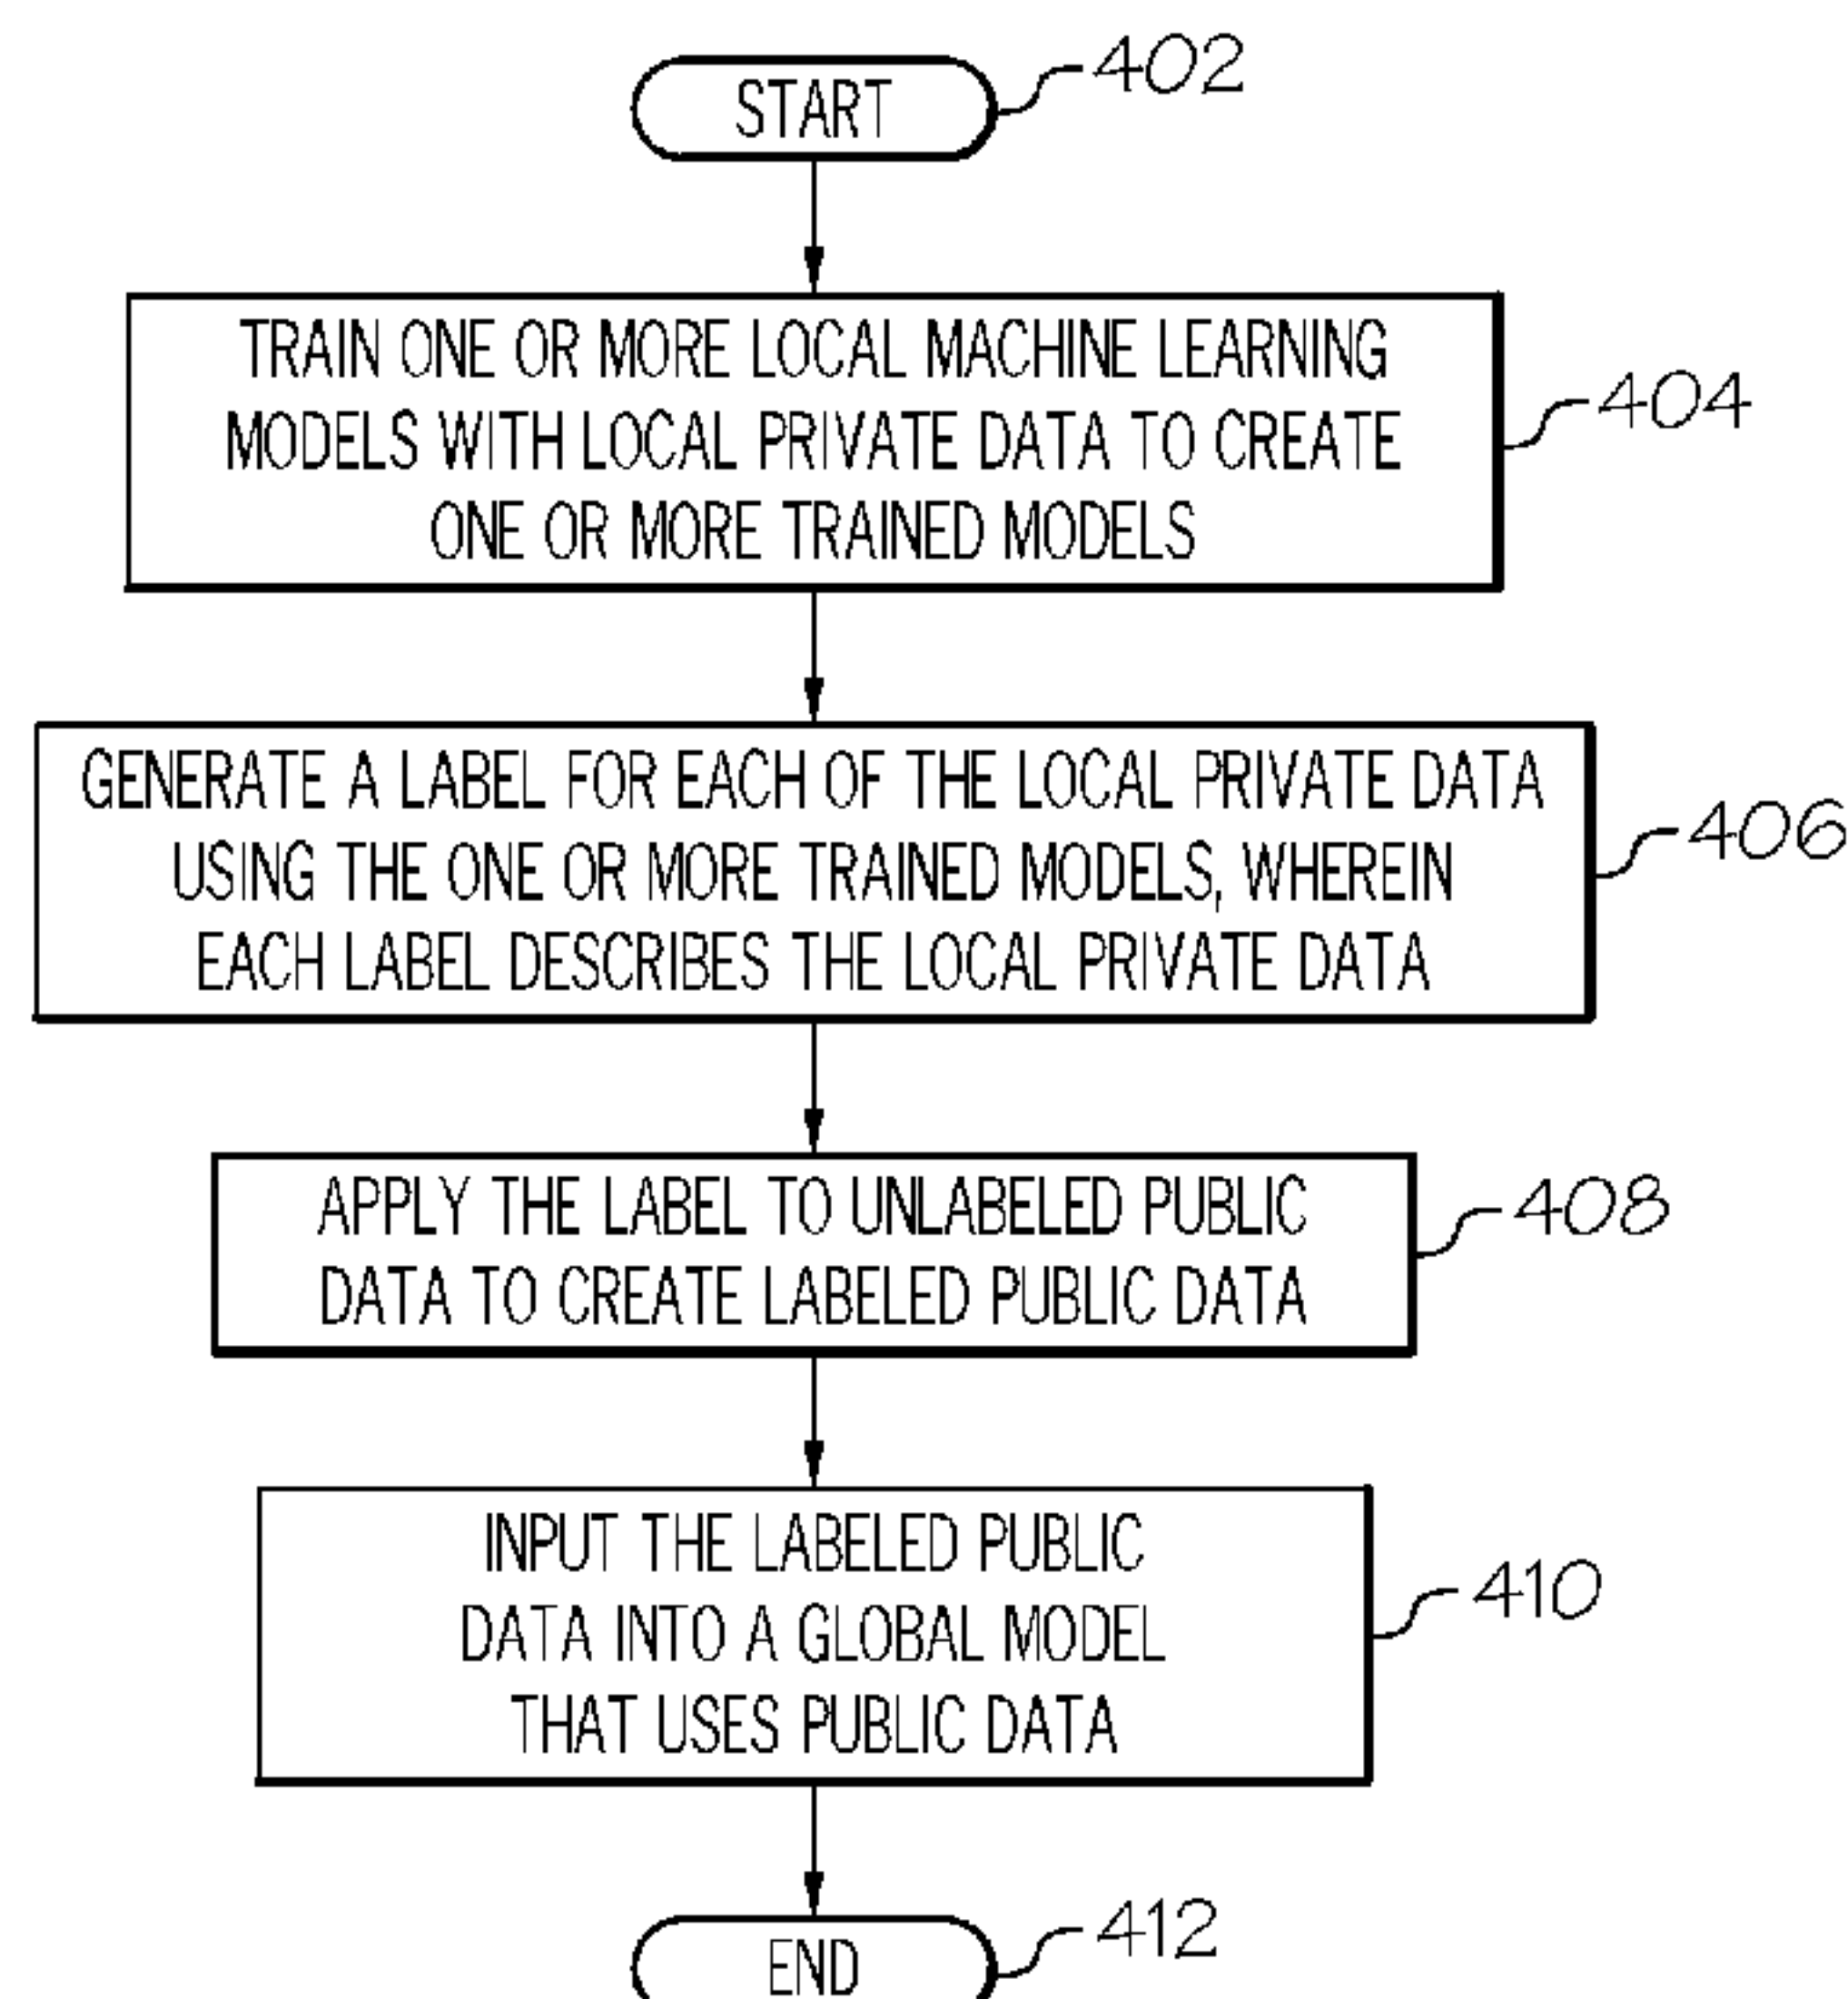 START
402
TRAIN ONE OR MORE LOCAL MACHINE LEARNING
MODELS WITH LOCAL PRIVATE DATA TO CREATE
ONE OR MORE TRAINED MODELS
404
GENERATE A LABEL FOR EACH OF THE LOCAL PRIVATE DATA
USING THE ONE OR MORE TRAINED MODELS, WHEREIN
EACH LABEL DESCRIBES THE LOCAL PRIVATE DATA
406
APPLY THE LABEL TO UNLABELED PUBLIC
DATA TO CREATE LABELED PUBLIC DATA
408
INPUT THE LABELED PUBLIC
DATA INTO A GLOBAL MODEL
THAT USES PUBLIC DATA
410
END
412